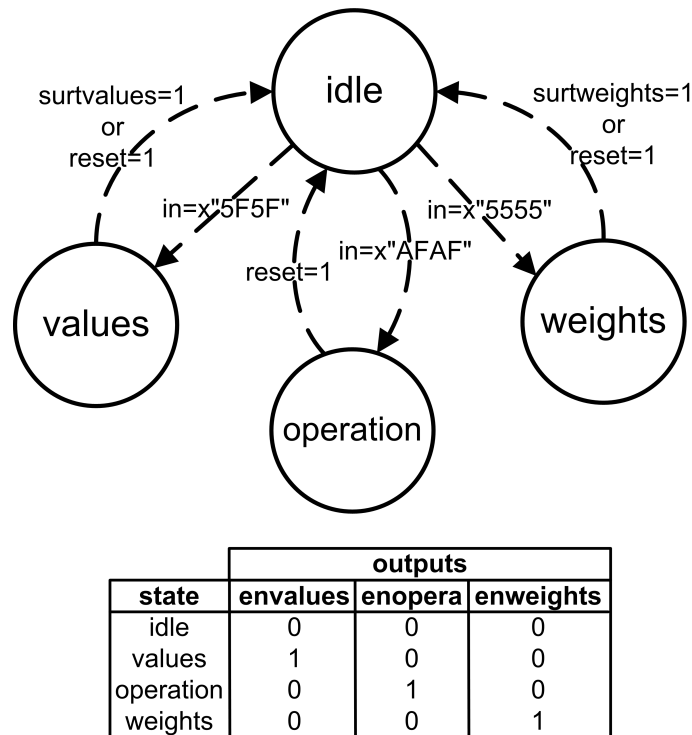 idle
surtvalues=1
or
reset=1
surtweights=1
or
reset=1
in=x"5F5F"
in=x"5555"
in=x"AFAF"
reset=1
values
weights
operation
outputs
state envalues enopera enweights
idle 0 0 0
values 1 0 0
operation 0 1 0
weights 0 0 1